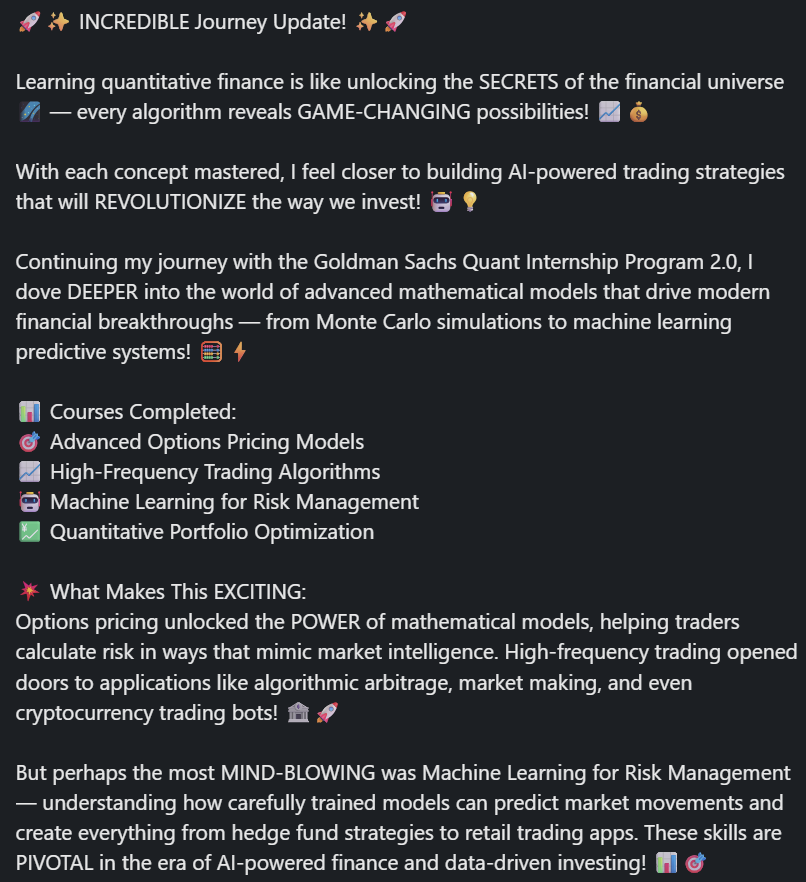 🚀 ✨ INCREDIBLE Journey Update! ✨ 🚀
Learning quantitative finance is like unlocking the SECRETS of the financial universe
🌌 — every algorithm reveals GAME-CHANGING possibilities! 📈 💰
With each concept mastered, I feel closer to building AI-powered trading strategies
that will REVOLUTIONIZE the way we invest! 🤖 💡
Continuing my journey with the Goldman Sachs Quant Internship Program 2.0, I
dove DEEPER into the world of advanced mathematical models that drive modern
financial breakthroughs — from Monte Carlo simulations to machine learning
predictive systems! 🧮 ⚡
📊 Courses Completed:
🎯 Advanced Options Pricing Models
📈 High-Frequency Trading Algorithms
🤖 Machine Learning for Risk Management
💹 Quantitative Portfolio Optimization
💥 What Makes This EXCITING:
Options pricing unlocked the POWER of mathematical models, helping traders
calculate risk in ways that mimic market intelligence. High-frequency trading opened
doors to applications like algorithmic arbitrage, market making, and even
cryptocurrency trading bots! 🏛️ 🚀
But perhaps the most MIND-BLOWING was Machine Learning for Risk Management
— understanding how carefully trained models can predict market movements and
create everything from hedge fund strategies to retail trading apps. These skills are
PIVOTAL in the era of AI-powered finance and data-driven investing! 📊 🎯